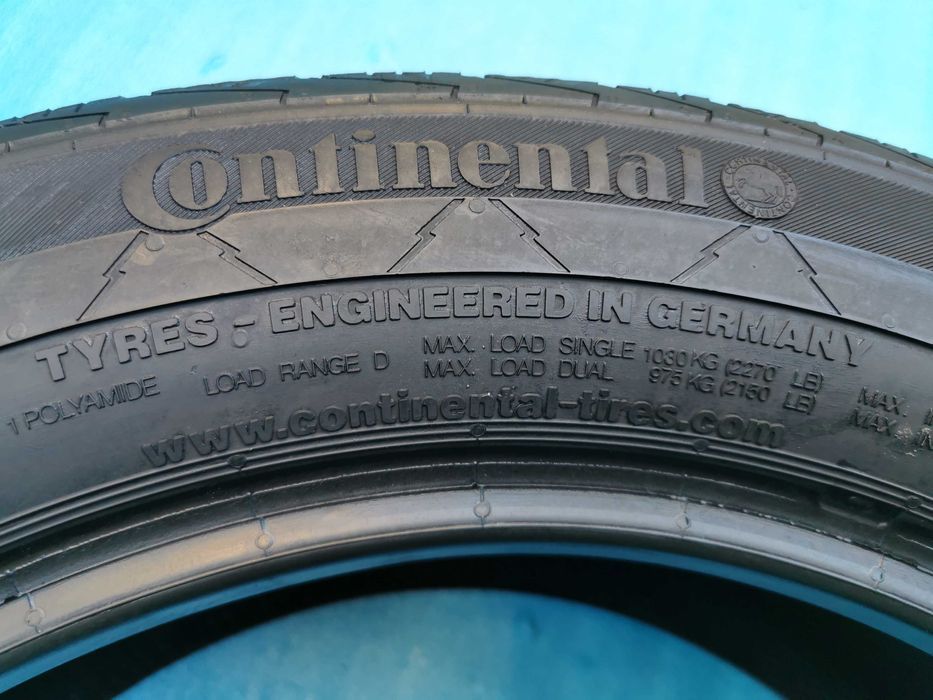 Continental
TYRES - ENGINEERED IN GERMANY
1 POLYAMIDE LOAD RANGE D MAX. LOAD SINGLE 1030 KG (2270 LB) MAX.
MAX. LOAD DUAL 975 KG (2150 LB) MAX.
www.continental-tires.com